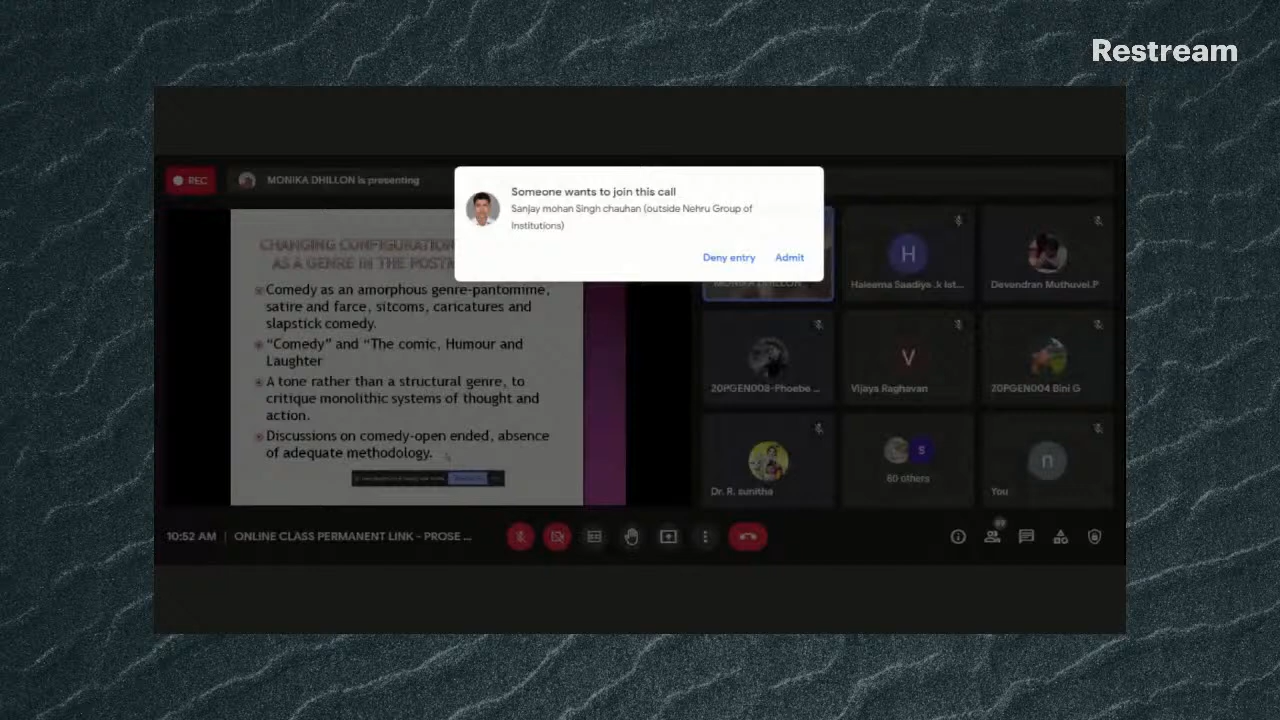 Restream
REC
MONIKA DHILLON is presenting
Someone wants to join this call
Sanjay mohan Singh chauhan (outside Nehru Group of
Institutions)
Deny entry
Admit
CHANGING CONFIGURATION
AS A GENRE IN THE
Comedy as an amorphous genre-pantomime,
satire and farce, sitcoms, caricatures and
slapstick comedy.
“Comedy” and “The comic, Humour and
Laughter
A tone rather than a structural genre, to
critique monolithic systems of thought and
action.
Discussions on comedy-open ended, absence
of adequate methodology.
MONIKA DHILLON
H
Haleema Saadiya .k
Devendran Muthuvel.P
20PGEN008-Phoebe ...
V
Vijaya Raghavan
20PGEN004 Bini G
Dr. R. sunitha
S
60 others
n
You
10:52 AM | ONLINE CLASS PERMANENT LINK - PROSE ...